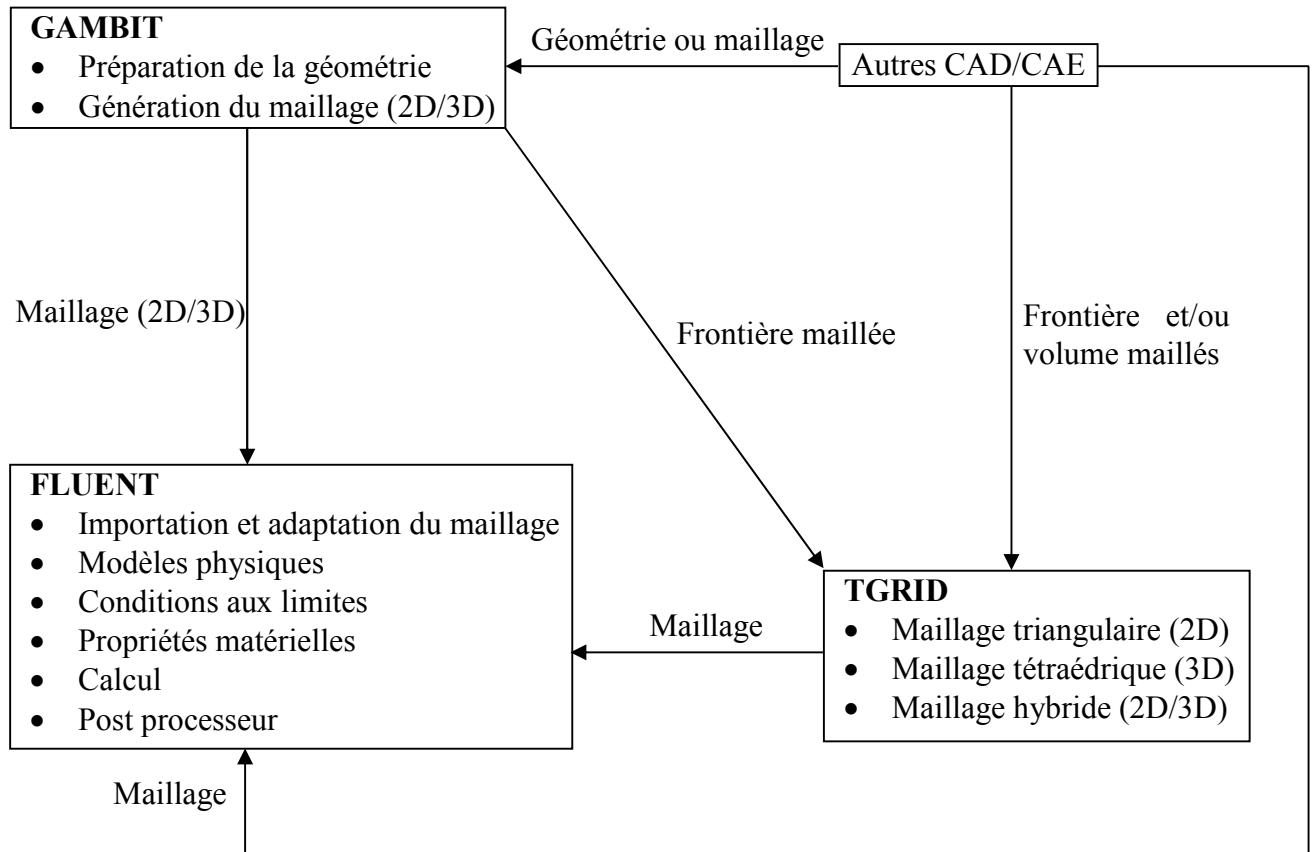 GAMBIT
• Préparation de la géométrie
• Génération du maillage (2D/3D)
Géométrie ou maillage
Autres CAD/CAE
Maillage (2D/3D)
Frontière maillée
Frontière et/ou
volume maillés
FLUENT
• Importation et adaptation du maillage
• Modèles physiques
• Conditions aux limites
• Propriétés matérielles
• Calcul
• Post processeur
Maillage
TGRID
• Maillage triangulaire (2D)
• Maillage tétraédrique (3D)
• Maillage hybride (2D/3D)
Maillage